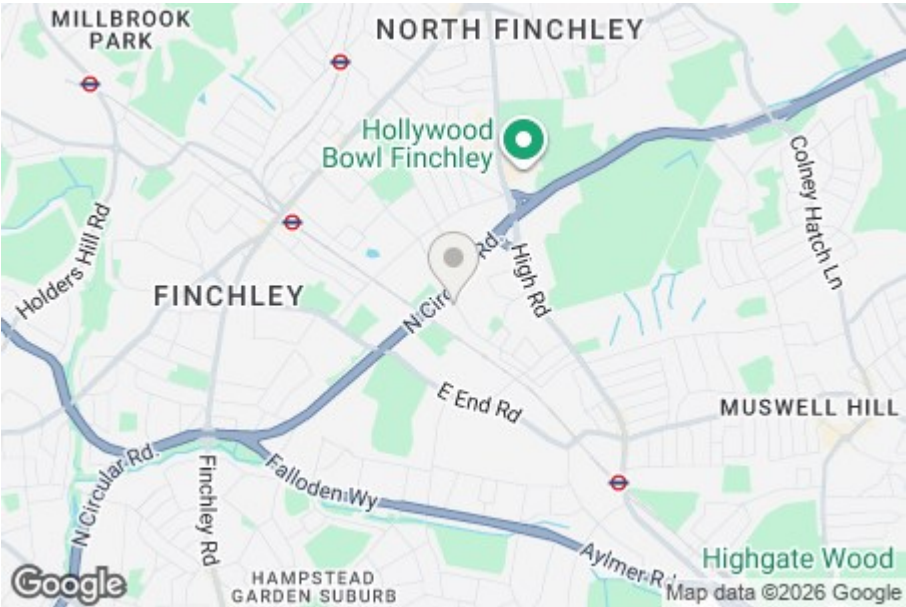 MILLBROOK
PARK
NORTH FINCHLEY
Hollywood
Bowl Finchley
Colney Hatch Ln
Holders Hill Rd
High Rd
FINCHLEY
E End Rd
MUSWELL HILL
N Circular Rd.
Finchley Rd
Falloden Wy
Aylmer Rd
Highgate Wood
HAMPSTEAD
GARDEN SUBURB
Google
Map data ©2026 Google